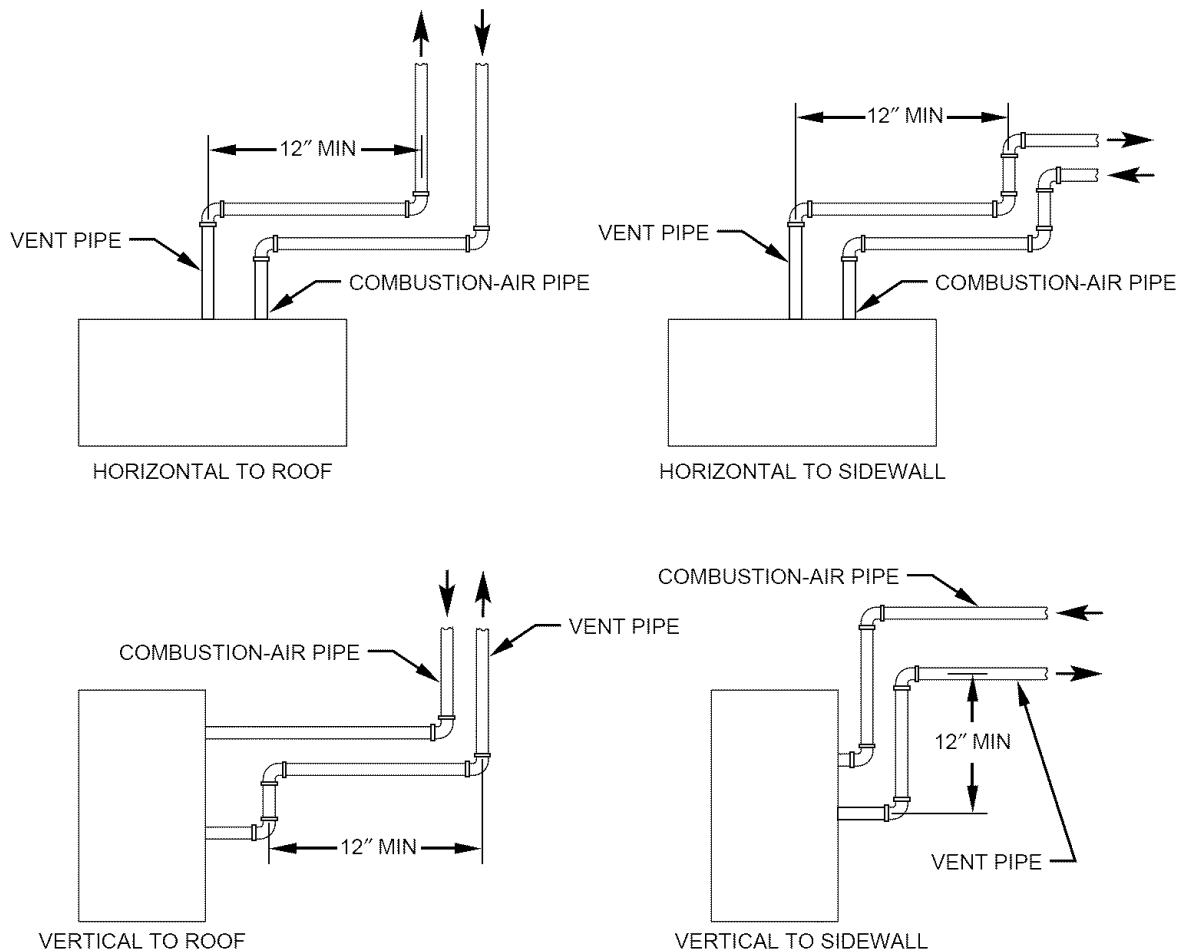 12″ MIN
VENT PIPE
COMBUSTION-AIR PIPE
HORIZONTAL TO ROOF
12″ MIN
VENT PIPE
COMBUSTION-AIR PIPE
HORIZONTAL TO SIDEWALL
COMBUSTION-AIR PIPE
VENT PIPE
12″ MIN
VERTICAL TO ROOF
COMBUSTION-AIR PIPE
12″ MIN
VENT PIPE
VERTICAL TO SIDEWALL